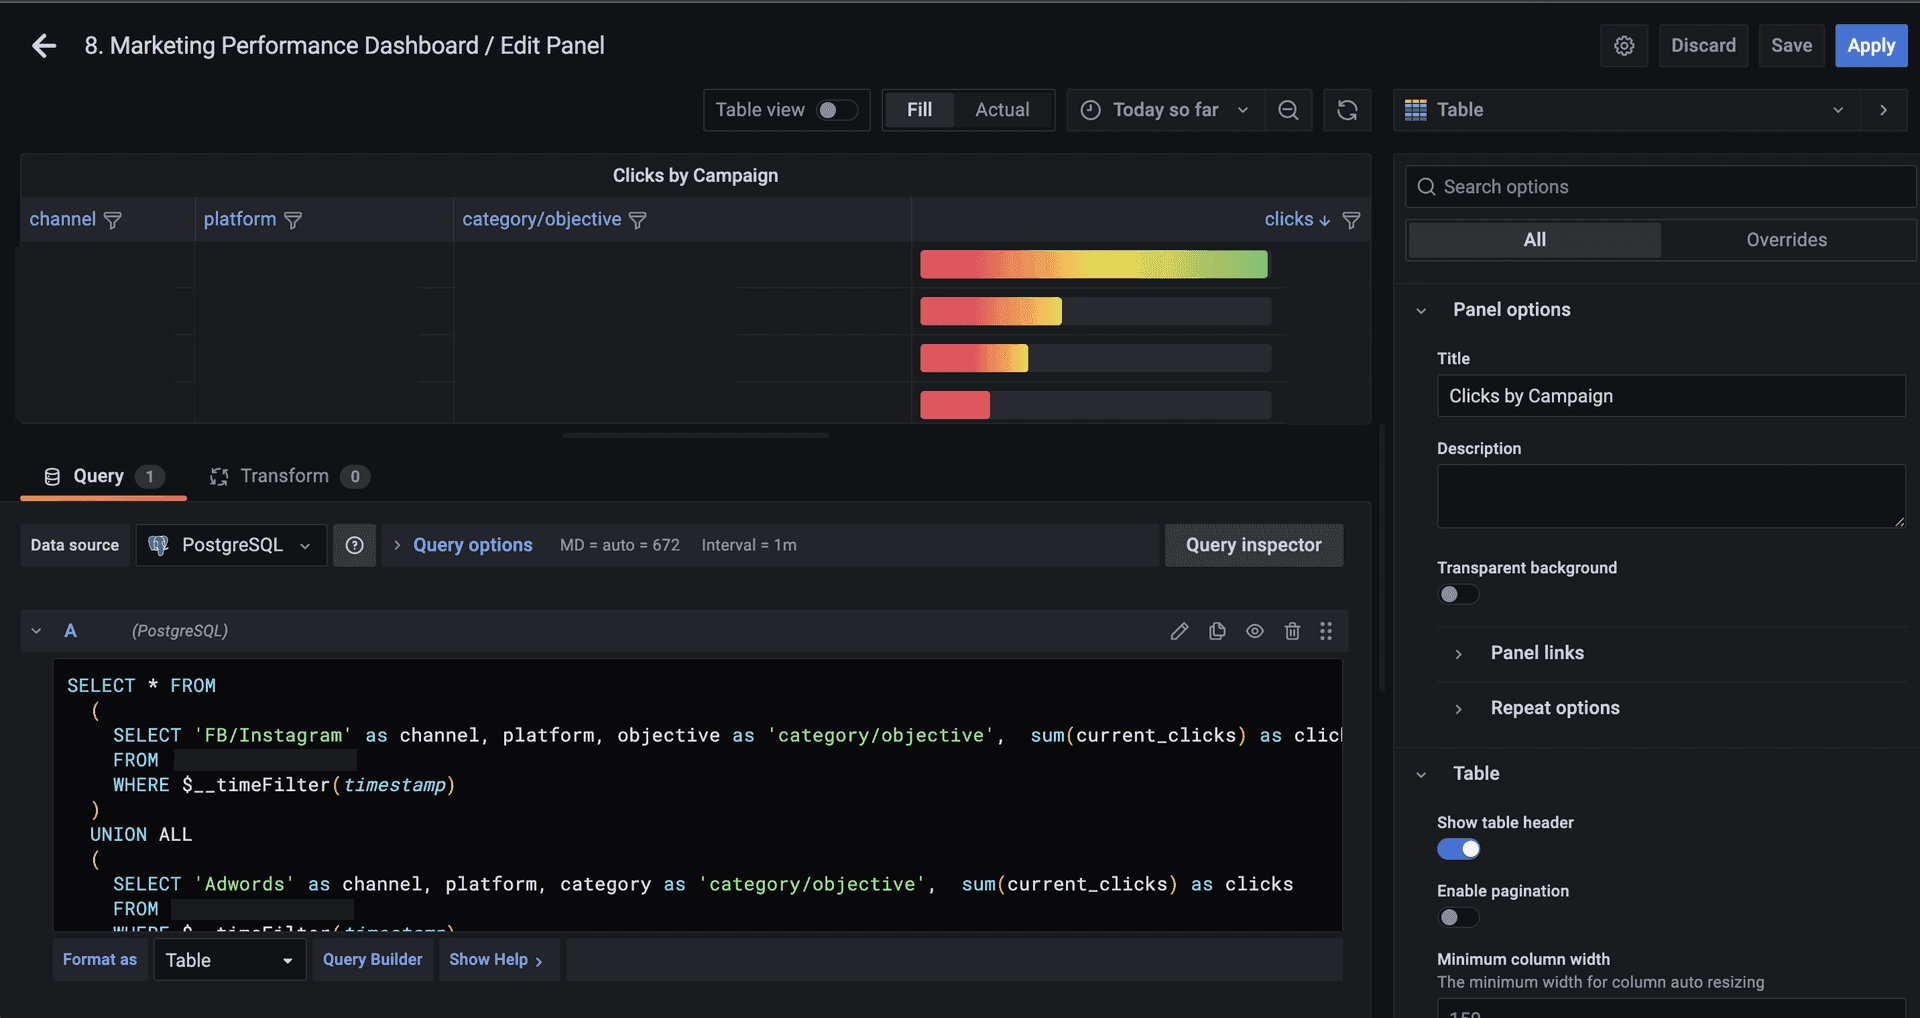 8. Marketing Performance Dashboard / Edit Panel
Discard
Save
Apply
Table view
Fill
Actual
Today so far
Table
Clicks by Campaign
channel
platform
category/objective
clicks
Search options
All
Overrides
Panel options
Title
Clicks by Campaign
Description
Transparent background
Panel links
Repeat options
Table
Show table header
Enable pagination
Minimum column width
The minimum width for column auto resizing
Query 1
Transform 0
Data source
PostgreSQL
Query options
MD = auto = 672
Interval = 1m
Query inspector
A
(PostgreSQL)
SELECT * FROM
(
SELECT 'FB/Instagram' as channel, platform, objective as 'category/objective', sum(current_clicks) as clic
FROM
WHERE $__timeFilter(timestamp)
)
UNION ALL
(
SELECT 'Adwords' as channel, platform, category as 'category/objective', sum(current_clicks) as clicks
FROM
WHERE $__timeFilter(timestamp)
Format as
Table
Query Builder
Show Help